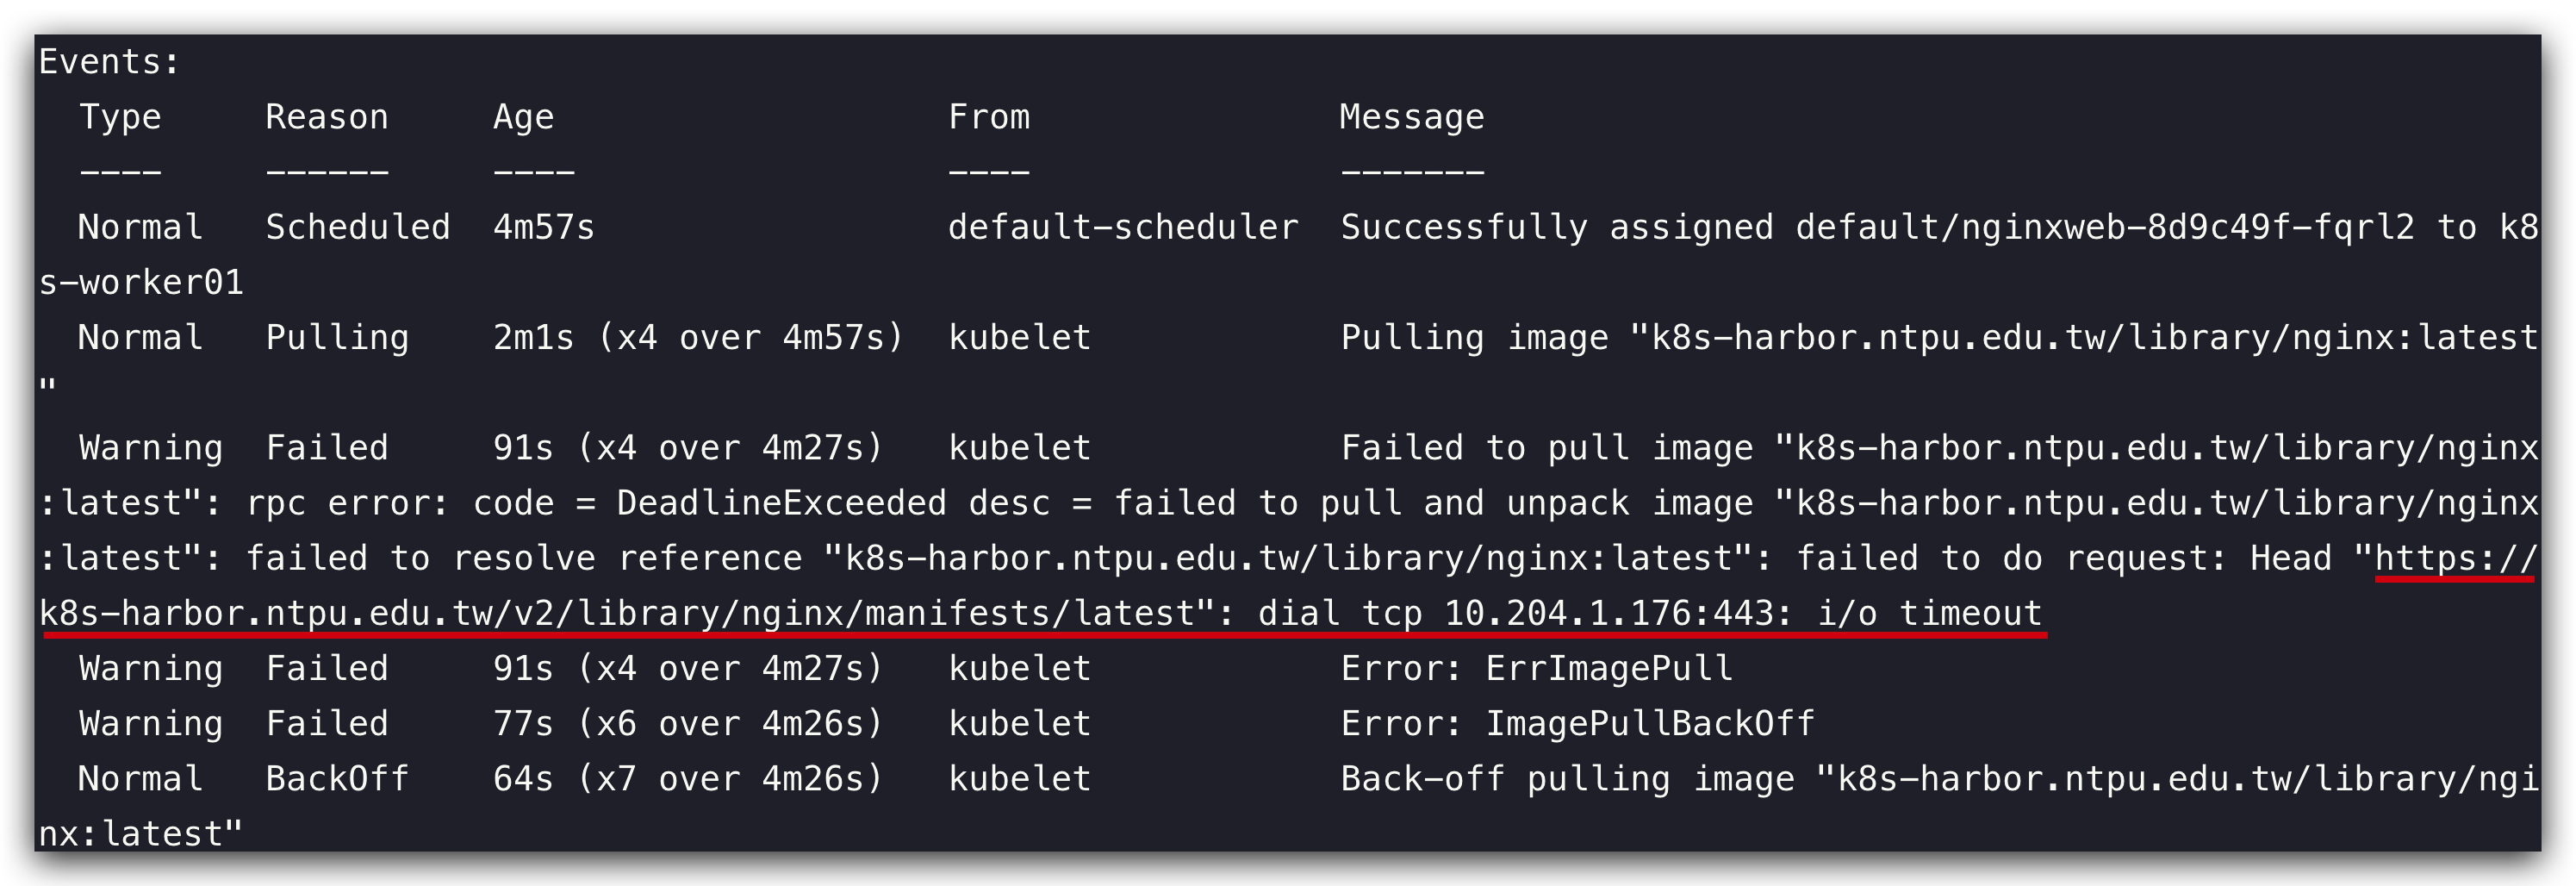 Events:
  Type     Reason     Age                   From               Message
  ----     ------     ----                  ----               -------
  Normal   Scheduled  4m57s                 default-scheduler  Successfully assigned default/nginxweb-8d9c49f-fqrl2 to k8
s-worker01
  Normal   Pulling    2m1s (x4 over 4m57s)  kubelet            Pulling image "k8s-harbor.ntpu.edu.tw/library/nginx:latest
"
  Warning  Failed     91s (x4 over 4m27s)   kubelet            Failed to pull image "k8s-harbor.ntpu.edu.tw/library/nginx
:latest": rpc error: code = DeadlineExceeded desc = failed to pull and unpack image "k8s-harbor.ntpu.edu.tw/library/nginx
:latest": failed to resolve reference "k8s-harbor.ntpu.edu.tw/library/nginx:latest": failed to do request: Head "https://
k8s-harbor.ntpu.edu.tw/v2/library/nginx/manifests/latest": dial tcp 10.204.1.176:443: i/o timeout
  Warning  Failed     91s (x4 over 4m27s)   kubelet            Error: ErrImagePull
  Warning  Failed     77s (x6 over 4m26s)   kubelet            Error: ImagePullBackOff
  Normal   BackOff    64s (x7 over 4m26s)   kubelet            Back-off pulling image "k8s-harbor.ntpu.edu.tw/library/ngi
nx:latest"